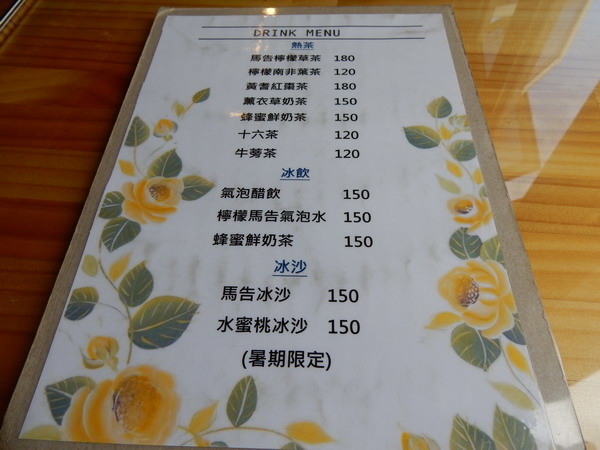 DRINK MENU
熱茶
馬告檸檬草茶 180
檸檬南非葉茶 120
黃耆紅棗茶 180
薰衣草奶茶 150
蜂蜜鮮奶茶 150
十六茶 120
牛蒡茶 120
冰飲
氣泡醋飲 150
檸檬馬告氣泡水 150
蜂蜜鮮奶茶 150
冰沙
馬告冰沙 150
水蜜桃冰沙 150
(暑期限定)